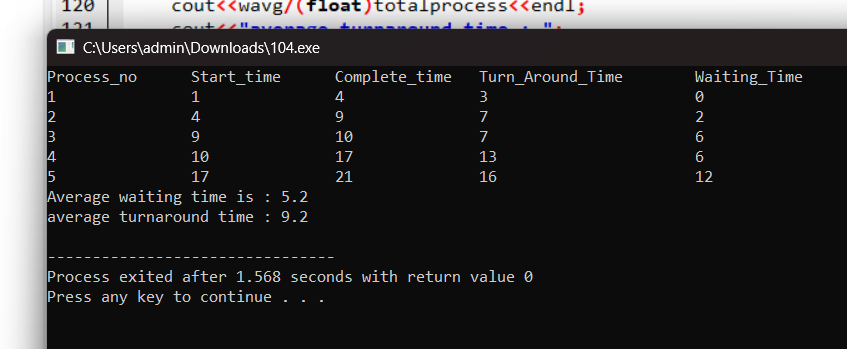 120 cout<<wavg/(float)totalprocess<<endl;
121 cout<<"average turnaround time : ";
C:\Users\admin\Downloads\104.exe
Process_no Start_time Complete_time Turn_Around_Time Waiting_Time
1 1 4 3 0
2 4 9 7 2
3 9 10 7 6
4 10 17 13 6
5 17 21 16 12
Average waiting time is : 5.2
average turnaround time : 9.2
--------------------------------
Process exited after 1.568 seconds with return value 0
Press any key to continue . . .